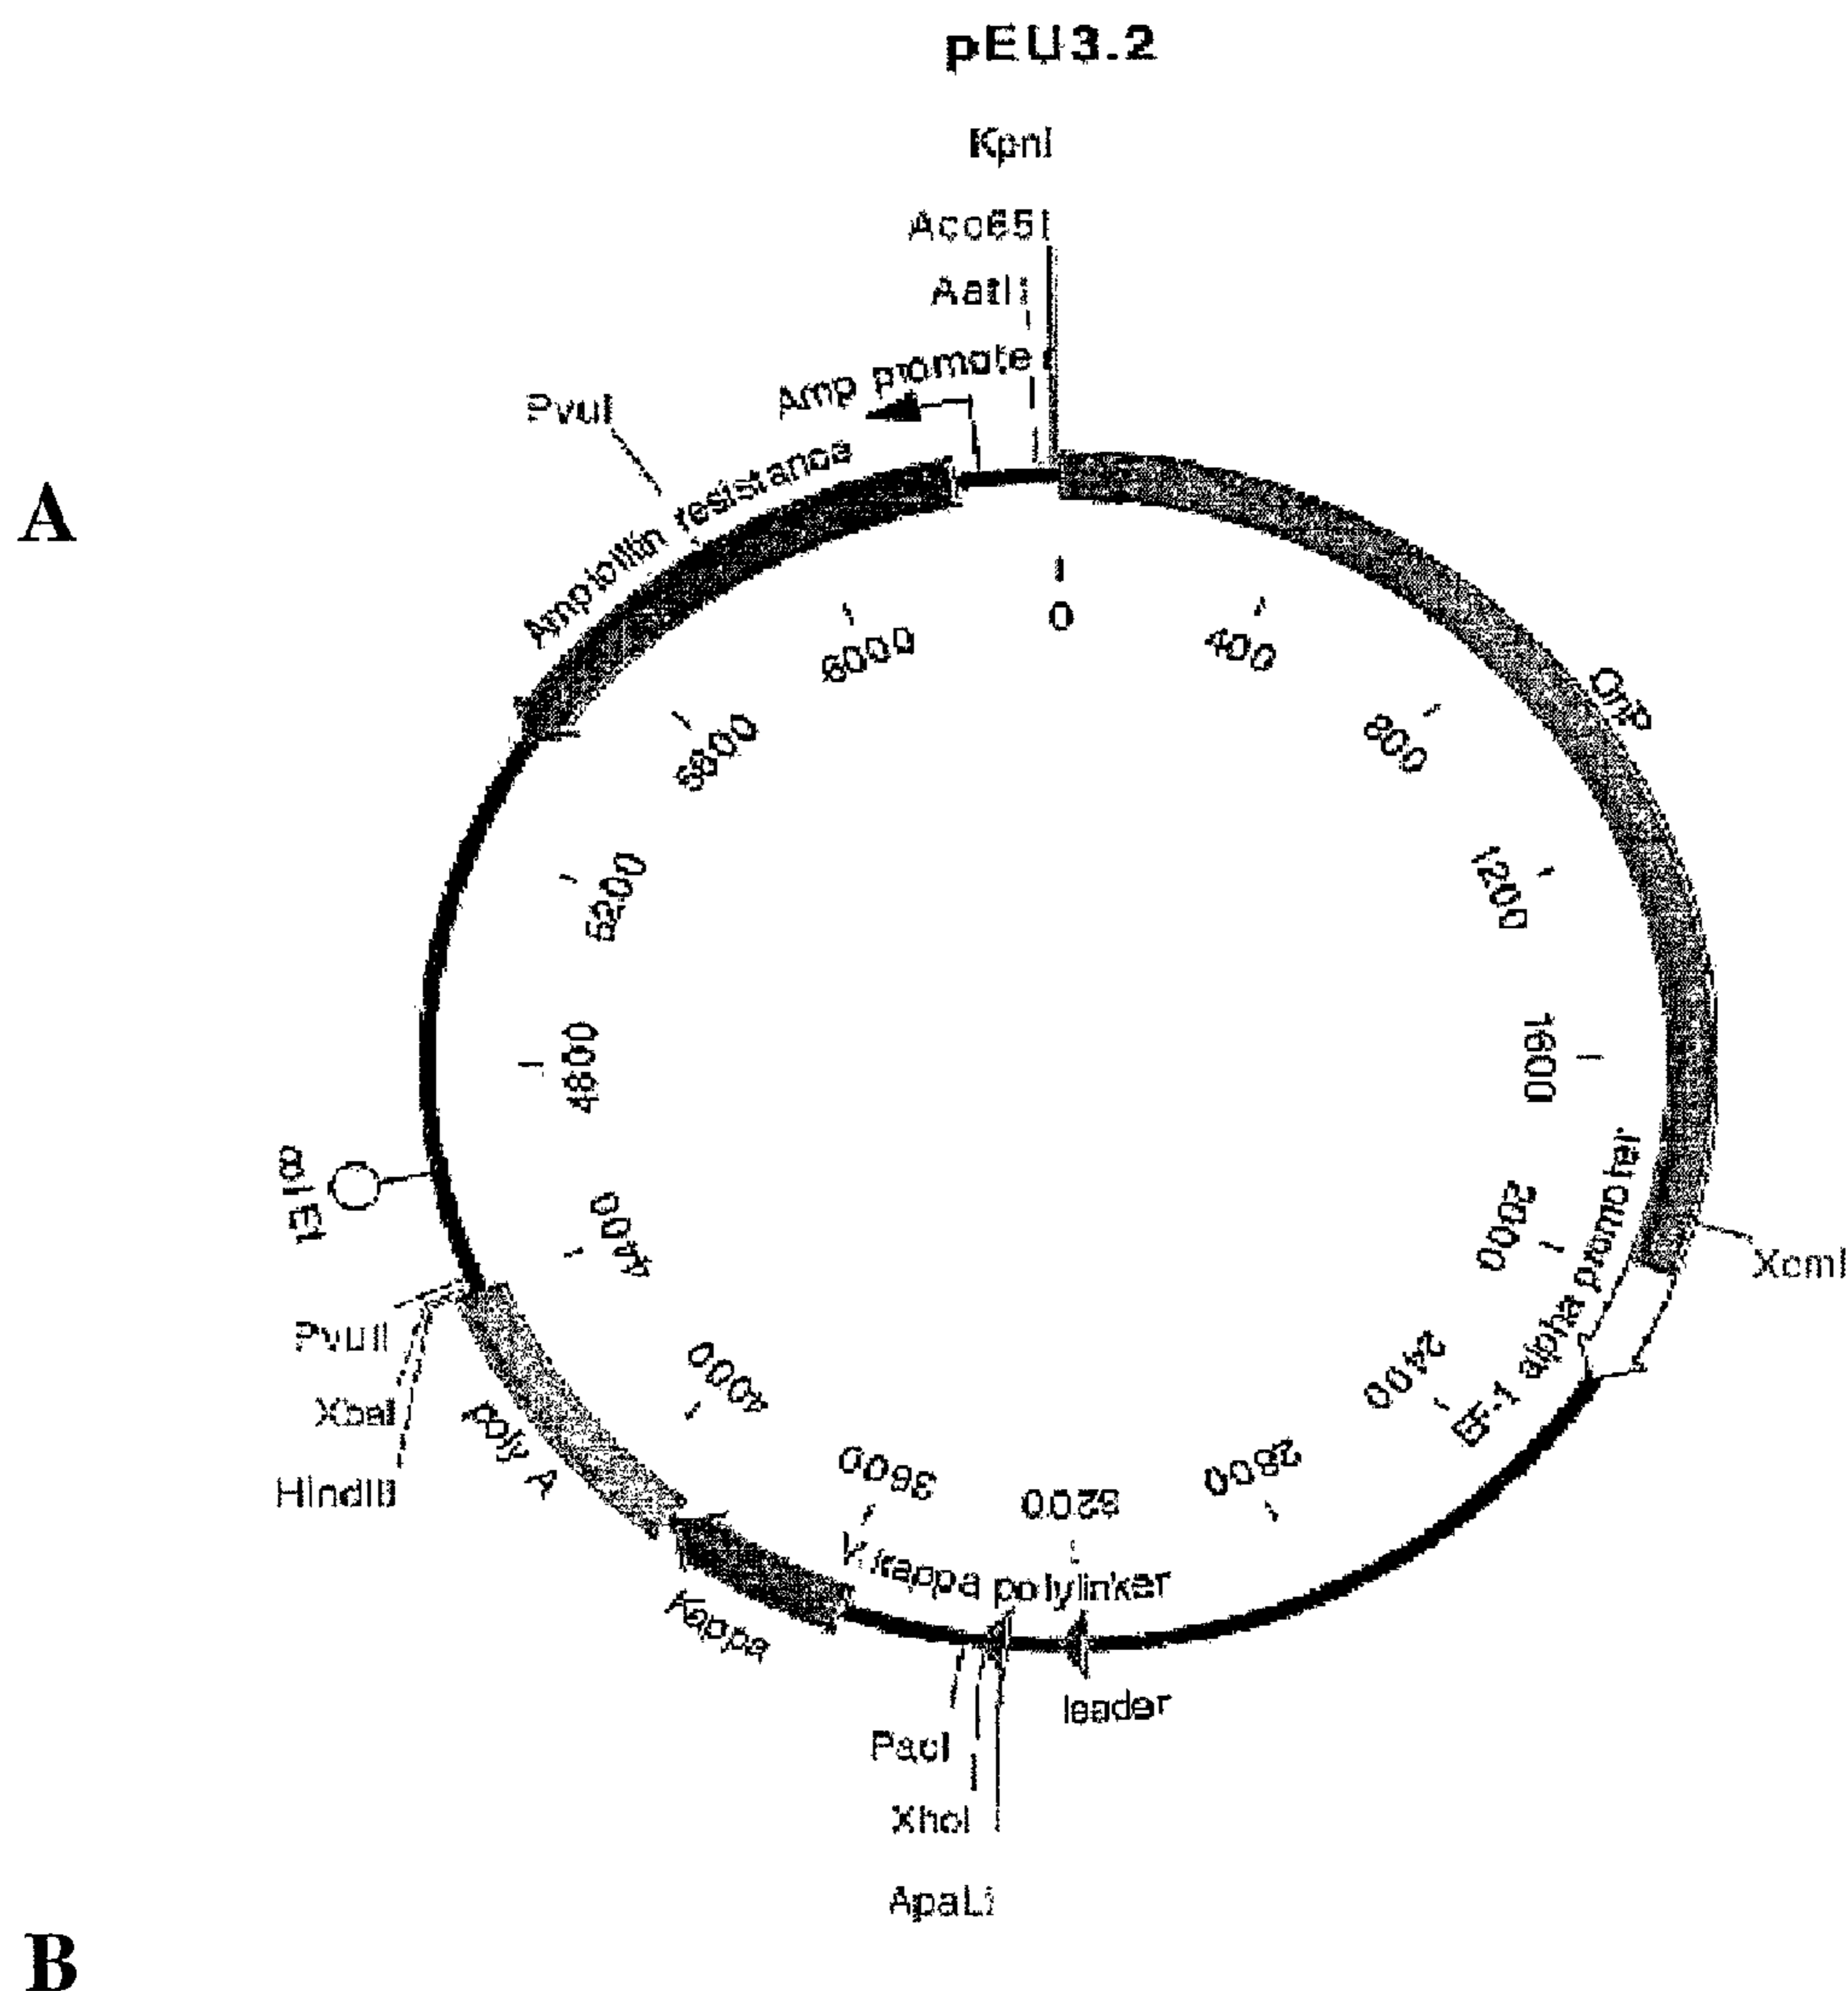 pEU3.2
KpnI
Acc65I
AatII
Amp promoter
PvuI
A
Ampicillin resistance
0
400
800
1200
1600
2000
2400
2800
3200
3600
4000
4400
4800
5200
5600
6000
OriP
XcmI
EF-1 alpha promoter
col E1
PvuII
XbaI
HindIII
poly A
Kappa
V kappa polylinker
leader
PacI
XhoI
ApaLI
B